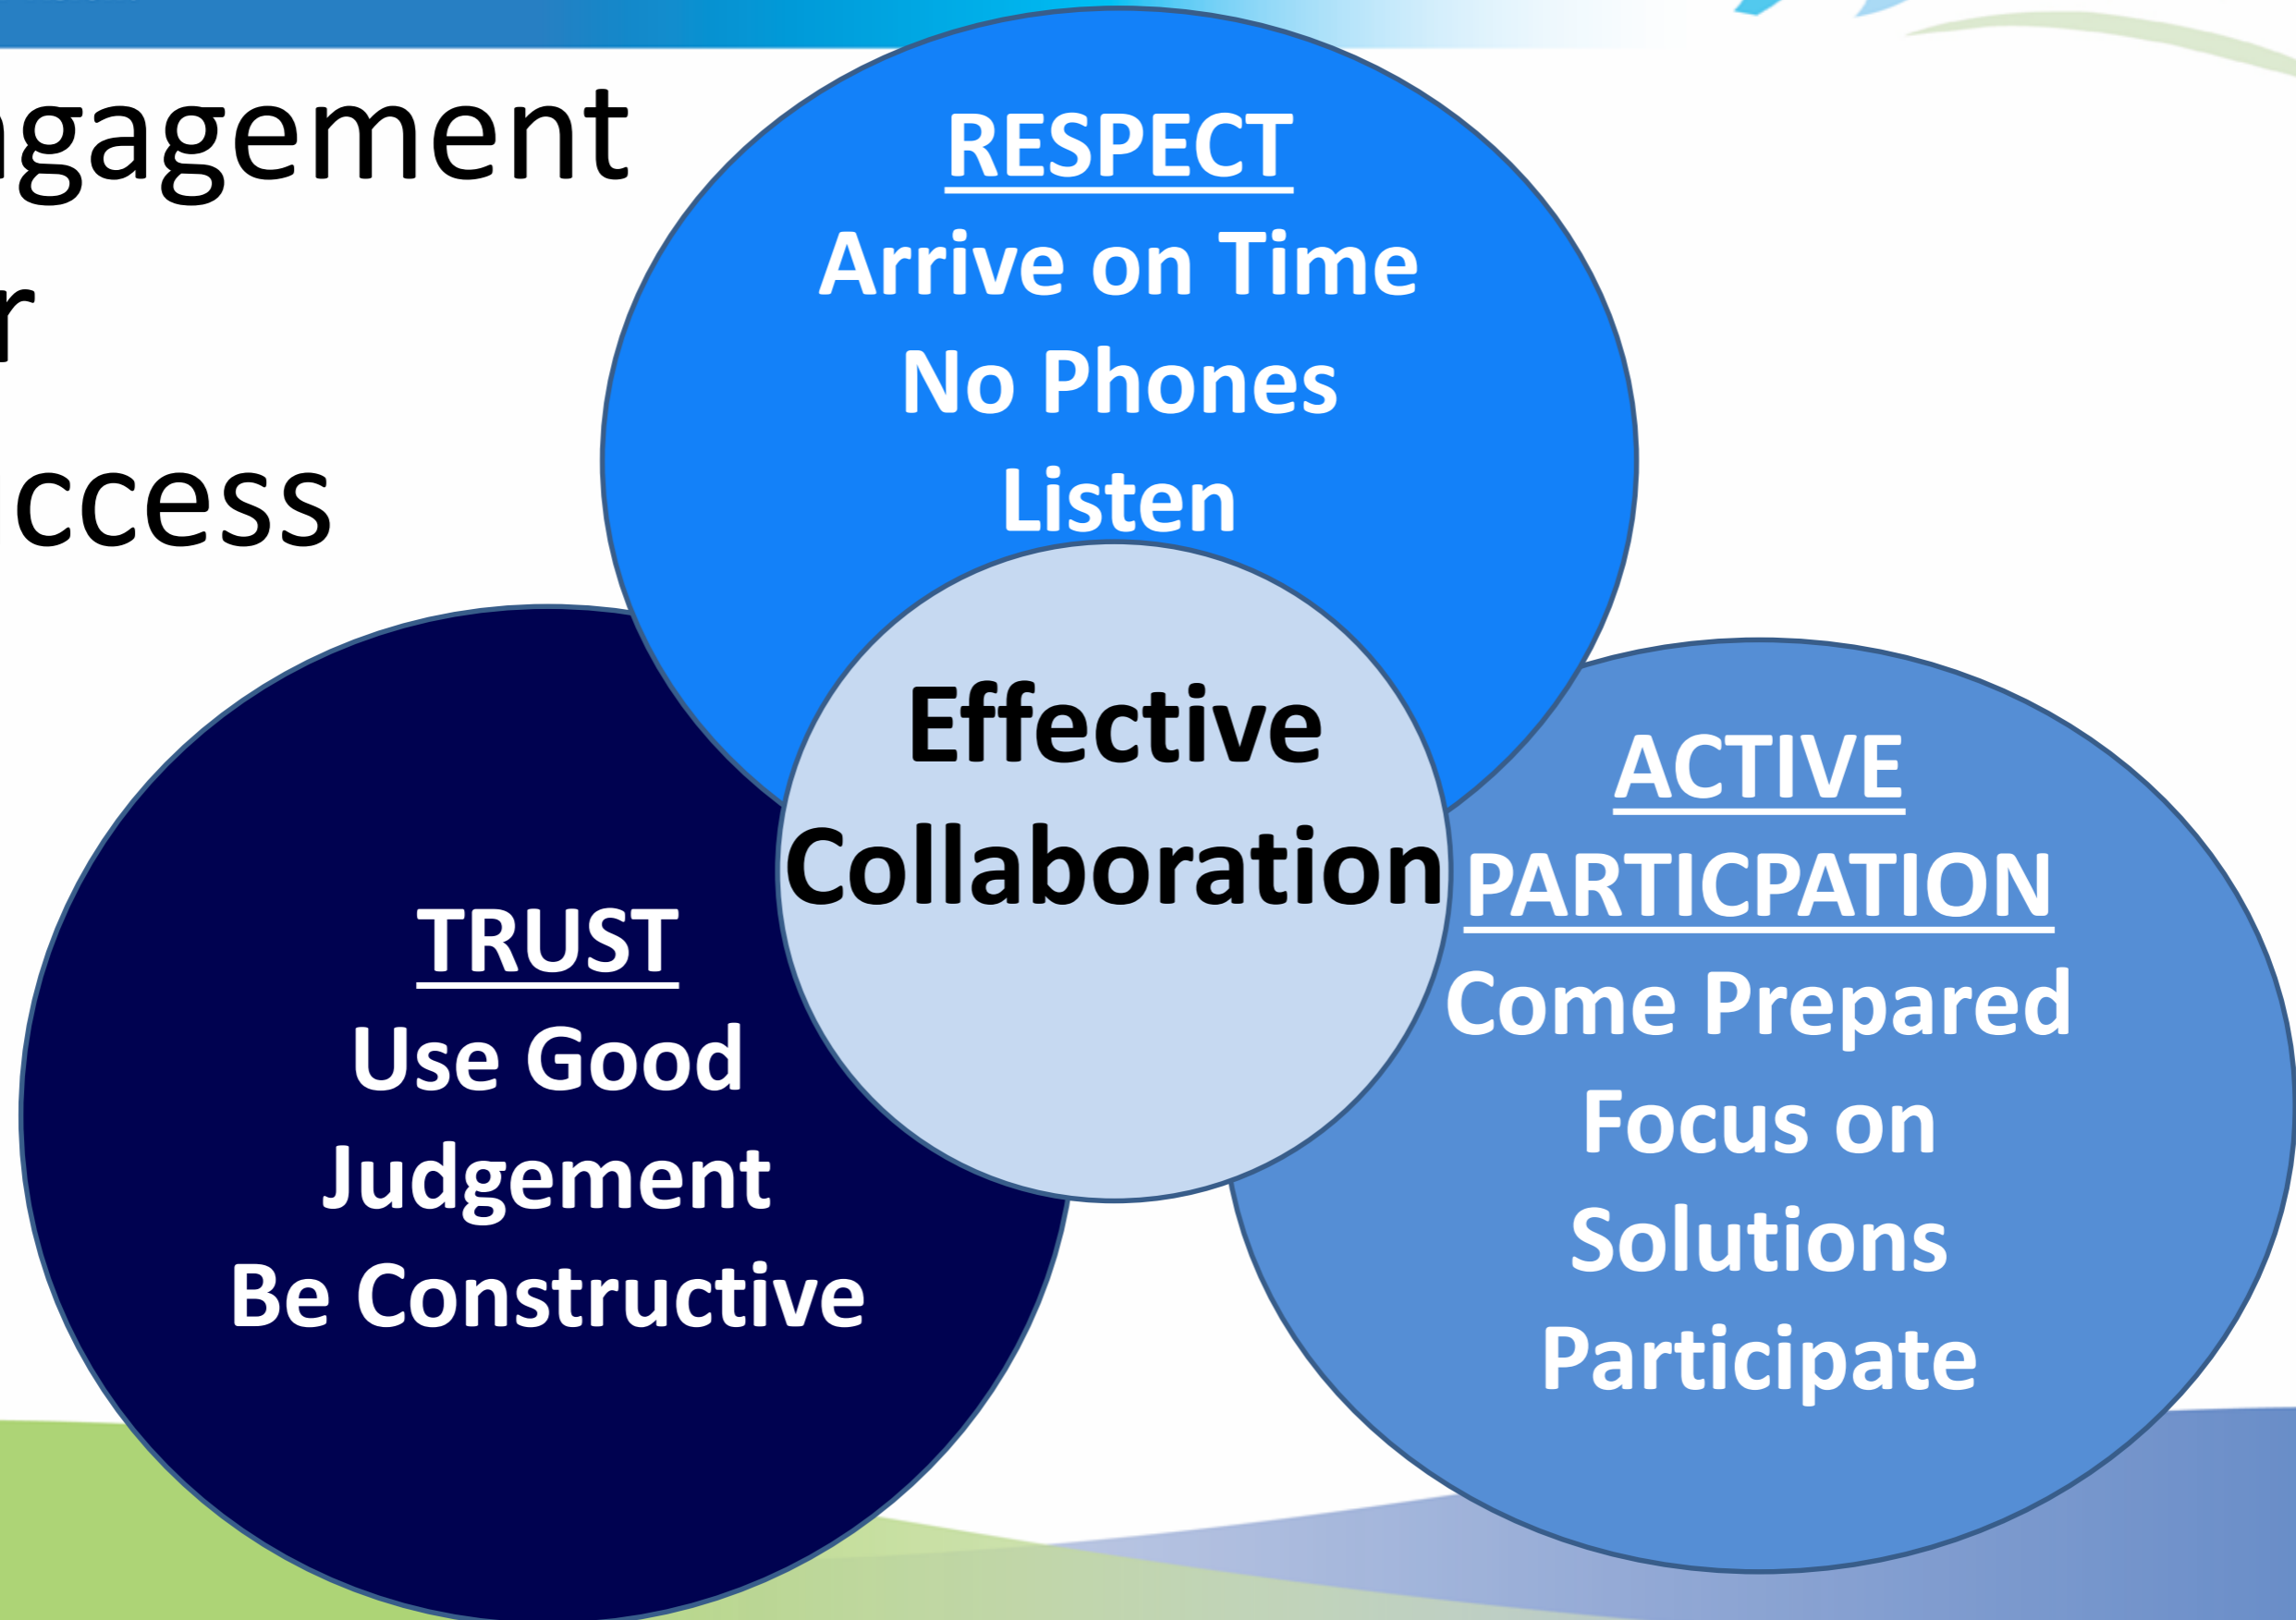 ngagement
r
ccess
RESPECT
Arrive on Time
No Phones
Listen
Effective
Collaboration
TRUST
Use Good
Judgement
Be Constructive
ACTIVE
PARTICPATION
Come Prepared
Focus on
Solutions
Participate